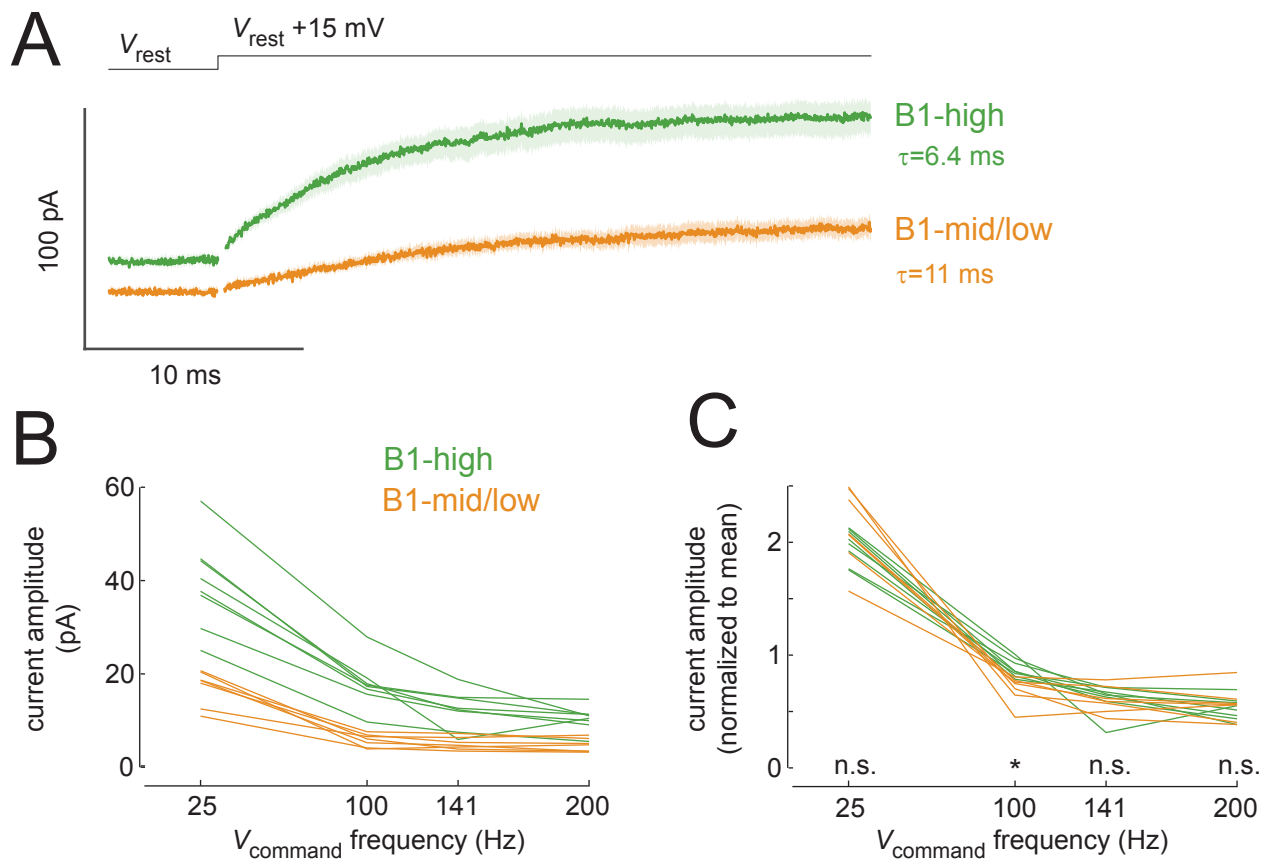 A
Vrest
Vrest +15 mV
100 pA
10 ms
B1-high
τ=6.4 ms
B1-mid/low
τ=11 ms
B
B1-high
B1-mid/low
current amplitude
(pA)
60
40
20
0
25 100 141 200
Vcommand frequency (Hz)
C
current amplitude
(normalized to mean)
2
1
0
n.s. * n.s. n.s.
25 100 141 200
Vcommand frequency (Hz)